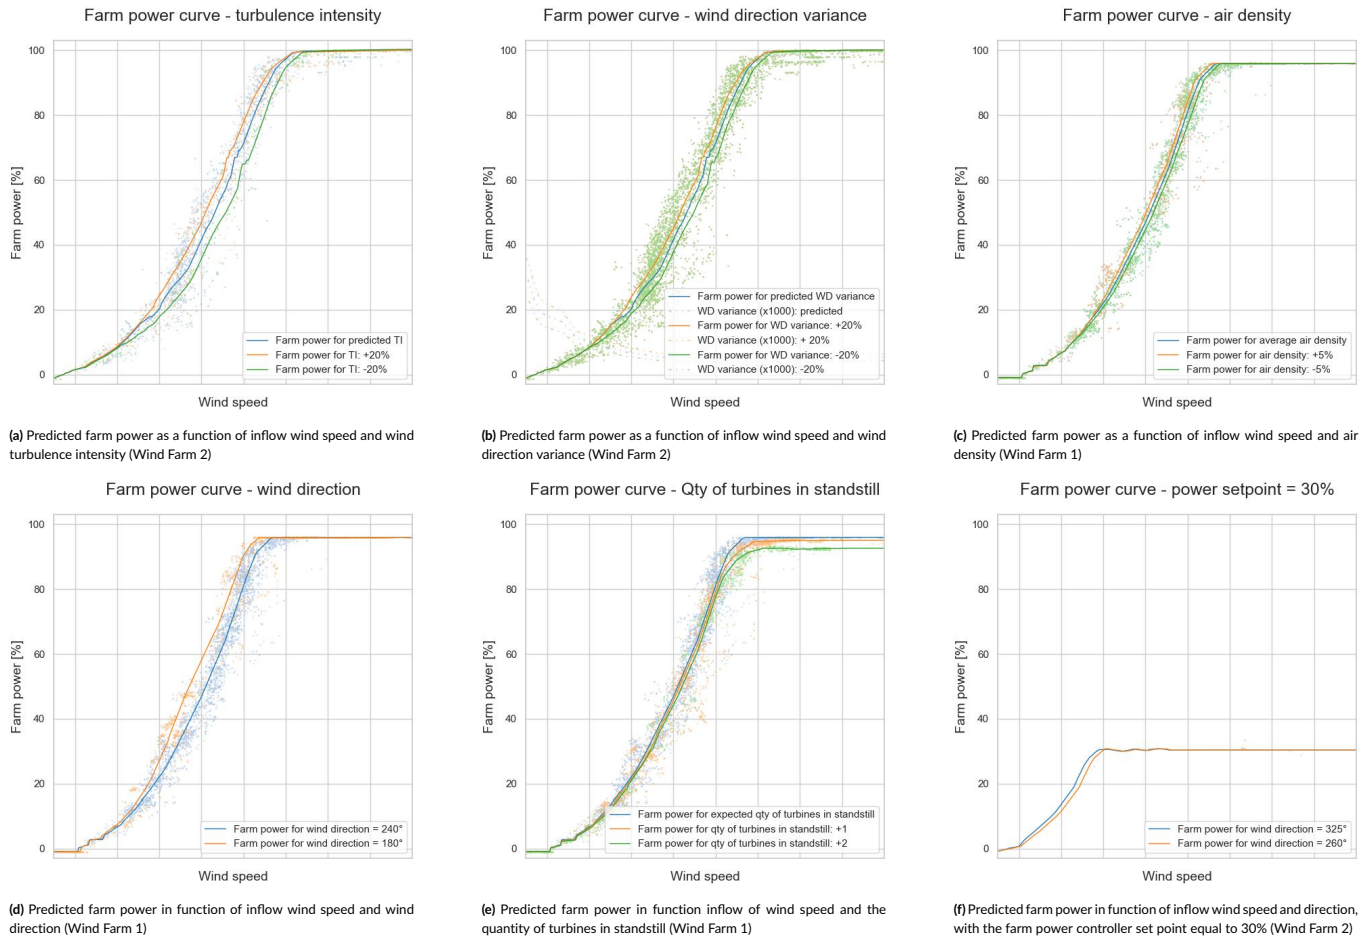 Farm power curve - turbulence intensity
100
80
60
40
20
0
Farm power [%]
Farm power for predicted TI
Farm power for TI: +20%
Farm power for TI: -20%
Wind speed
(a) Predicted farm power as a function of inflow wind speed and wind
turbulence intensity (Wind Farm 2)
Farm power curve - wind direction variance
100
80
60
40
20
0
Farm power [%]
Farm power for predicted WD variance
WD variance (x1000): predicted
Farm power for WD variance: +20%
WD variance (x1000): + 20%
Farm power for WD variance: -20%
WD variance (x1000): -20%
Wind speed
(b) Predicted farm power as a function of inflow wind speed and wind
direction variance (Wind Farm 2)
Farm power curve - air density
100
80
60
40
20
0
Farm power [%]
Farm power for average air density
Farm power for air density: +5%
Farm power for air density: -5%
Wind speed
(c) Predicted farm power as a function of inflow wind speed and air
density (Wind Farm 1)
Farm power curve - wind direction
100
80
60
40
20
0
Farm power [%]
Farm power for wind direction = 240°
Farm power for wind direction = 180°
Wind speed
(d) Predicted farm power in function of inflow wind speed and wind
direction (Wind Farm 1)
Farm power curve - Qty of turbines in standstill
100
80
60
40
20
0
Farm power [%]
Farm power for expected qty of turbines in standstill
Farm power for qty of turbines in standstill: +1
Farm power for qty of turbines in standstill: +2
Wind speed
(e) Predicted farm power in function inflow of wind speed and the
quantity of turbines in standstill (Wind Farm 1)
Farm power curve - power setpoint = 30%
100
80
60
40
20
0
Farm power [%]
Farm power for wind direction = 325°
Farm power for wind direction = 260°
Wind speed
(f) Predicted farm power in function of inflow wind speed and direction,
with the farm power controller set point equal to 30% (Wind Farm 2)